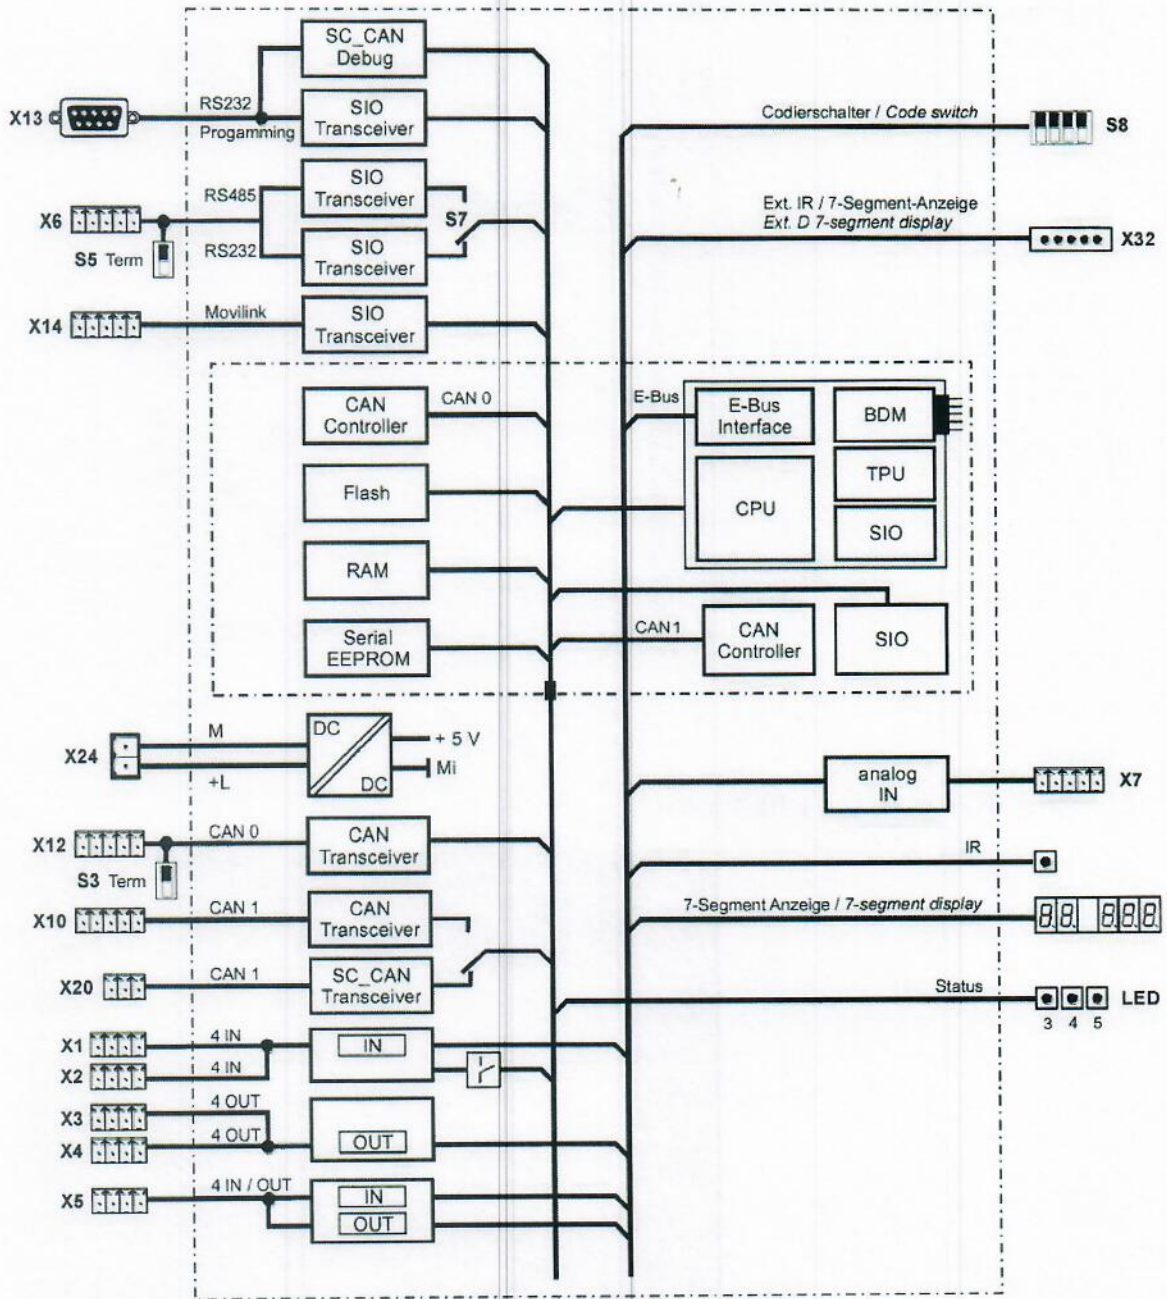 SC_CAN
Debug
X13
RS232
Progamming
SIO
Transceiver
Codierschalter / Code switch
S8
X6
RS485
SIO
Transceiver
S7
RS232
SIO
Transceiver
S5 Term
Ext. IR / 7-Segment-Anzeige
Ext. D 7-segment display
X32
X14
Movilink
SIO
Transceiver
CAN
Controller
CAN 0
E-Bus
E-Bus
Interface
BDM
Flash
CPU
TPU
SIO
RAM
Serial
EEPROM
CAN 1
CAN
Controller
SIO
X24
M
+L
DC
DC
+ 5 V
Mi
analog
IN
X7
X12
CAN 0
CAN
Transceiver
S3 Term
IR
X10
CAN 1
CAN
Transceiver
7-Segment Anzeige / 7-segment display
88 888
X20
CAN 1
SC_CAN
Transceiver
Status
LED
3 4 5
X1
4 IN
IN
X2
4 IN
X3
4 OUT
X4
4 OUT
OUT
X5
4 IN / OUT
IN
OUT